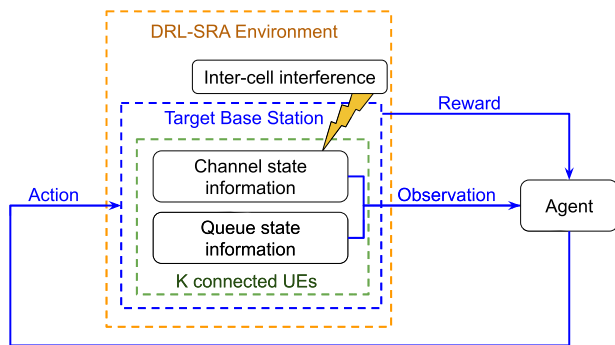 DRL-SRA Environment
Inter-cell interference
Target Base Station
Reward
Channel state
information
Action
Observation
Agent
Queue state
information
K connected UEs